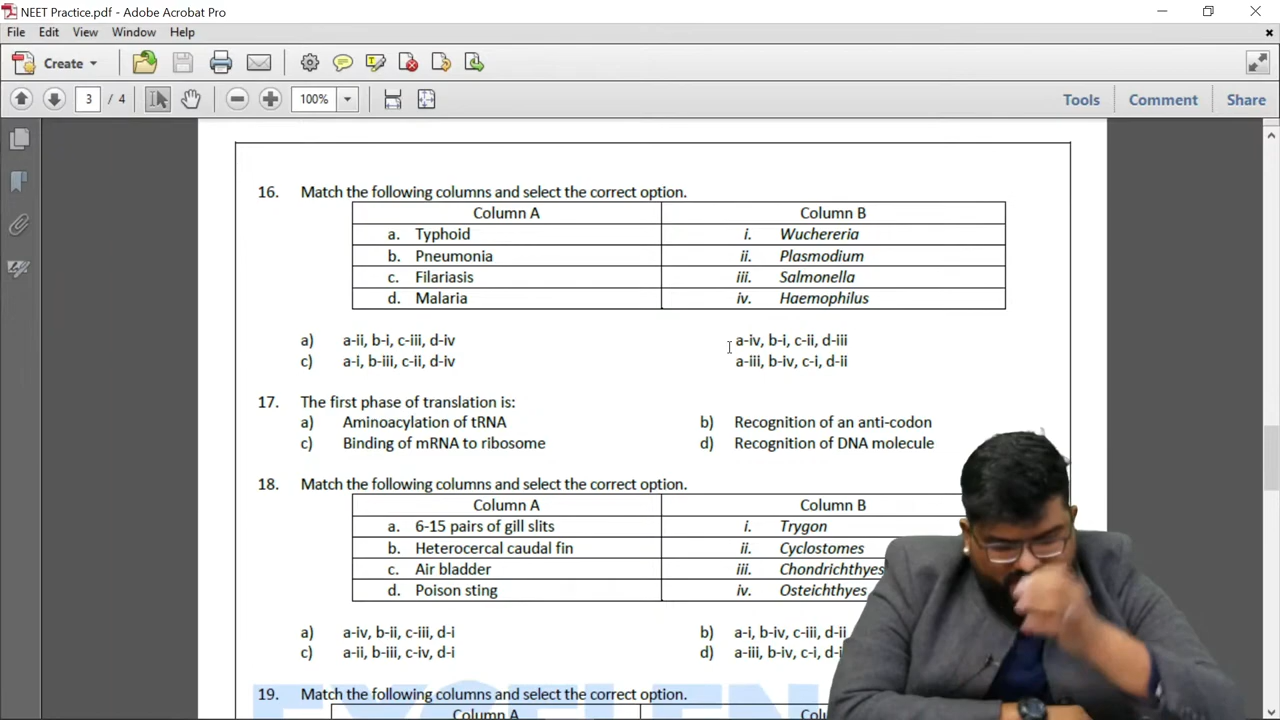 NEET Practice.pdf - Adobe Acrobat Pro
File Edit View Window Help
Create
3 / 4 100% Tools Comment Share
16. Match the following columns and select the correct option.
Column A Column B
a. Typhoid i. Wuchereria
b. Pneumonia ii. Plasmodium
c. Filariasis iii. Salmonella
d. Malaria iv. Haemophilus
a) a-ii, b-i, c-iii, d-iv a-iv, b-i, c-ii, d-iii
c) a-i, b-iii, c-ii, d-iv a-iii, b-iv, c-i, d-ii
17. The first phase of translation is:
a) Aminoacylation of tRNA b) Recognition of an anti-codon
c) Binding of mRNA to ribosome d) Recognition of DNA molecule
18. Match the following columns and select the correct option.
Column A Column B
a. 6-15 pairs of gill slits i. Trygon
b. Heterocercal caudal fin ii. Cyclostomes
c. Air bladder iii. Chondrichthyes
d. Poison sting iv. Osteichthyes
a) a-iv, b-ii, c-iii, d-i b) a-i, b-iv, c-iii, d-ii
c) a-ii, b-iii, c-iv, d-i d) a-iii, b-iv, c-i,
19. Match the following columns and select the correct option.
Column A